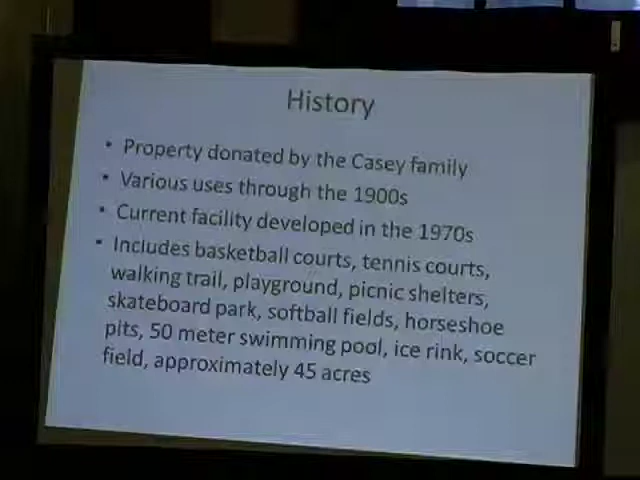 History
• Property donated by the Casey family
• Various uses through the 1900s
• Current facility developed in the 1970s
• Includes basketball courts, tennis courts,
walking trail, playground, picnic shelters,
skateboard park, softball fields, horseshoe
pits, 50 meter swimming pool, ice rink, soccer
field, approximately 45 acres